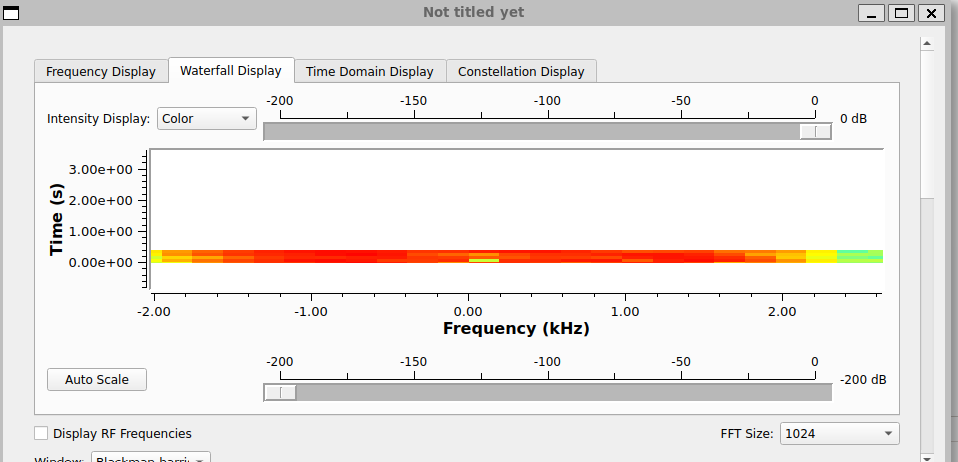 Not titled yet
Frequency Display Waterfall Display Time Domain Display Constellation Display
-200 -150 -100 -50 0
Intensity Display: Color 0 dB
3.00e+00
2.00e+00
1.00e+00
0.00e+00
Time (s)
-2.00 -1.00 0.00 1.00 2.00
Frequency (kHz)
-200 -150 -100 -50 0
Auto Scale -200 dB
Display RF Frequencies FFT Size: 1024
Window: Blackman-harri